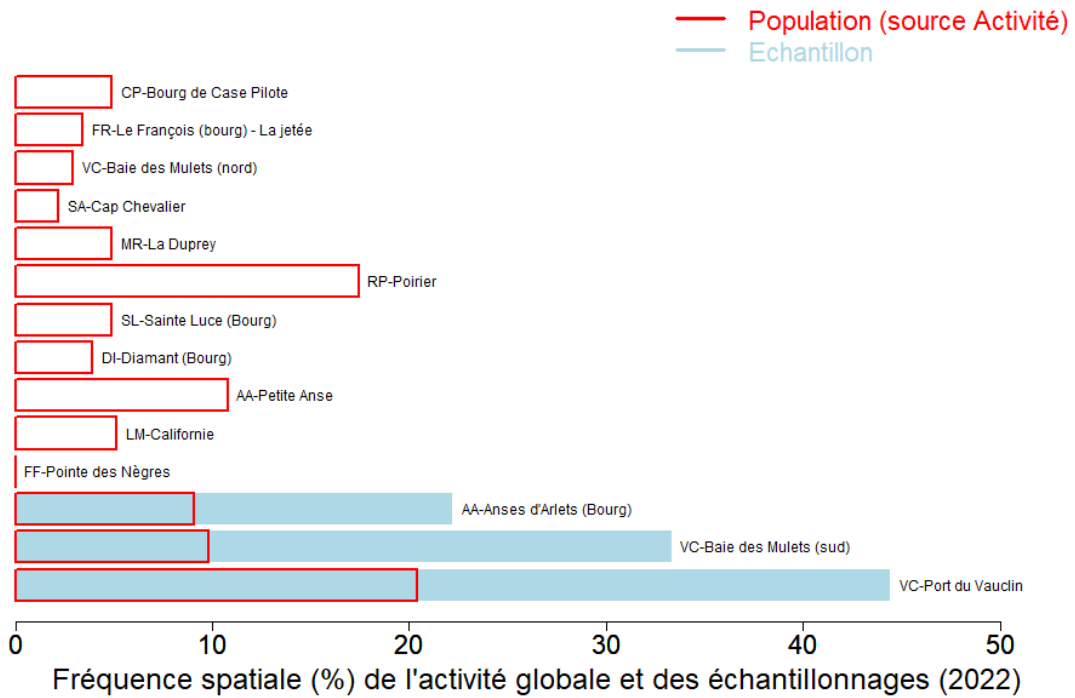 Population (source Activité)
Echantillon
CP-Bourg de Case Pilote
FR-Le François (bourg) - La jetée
VC-Baie des Mulets (nord)
SA-Cap Chevalier
MR-La Duprey
RP-Poirier
SL-Sainte Luce (Bourg)
DI-Diamant (Bourg)
AA-Petite Anse
LM-Californie
FF-Pointe des Nègres
AA-Anses d'Arlets (Bourg)
VC-Baie des Mulets (sud)
VC-Port du Vauclin
0 10 20 30 40 50
Fréquence spatiale (%) de l'activité globale et des échantillonnages (2022)